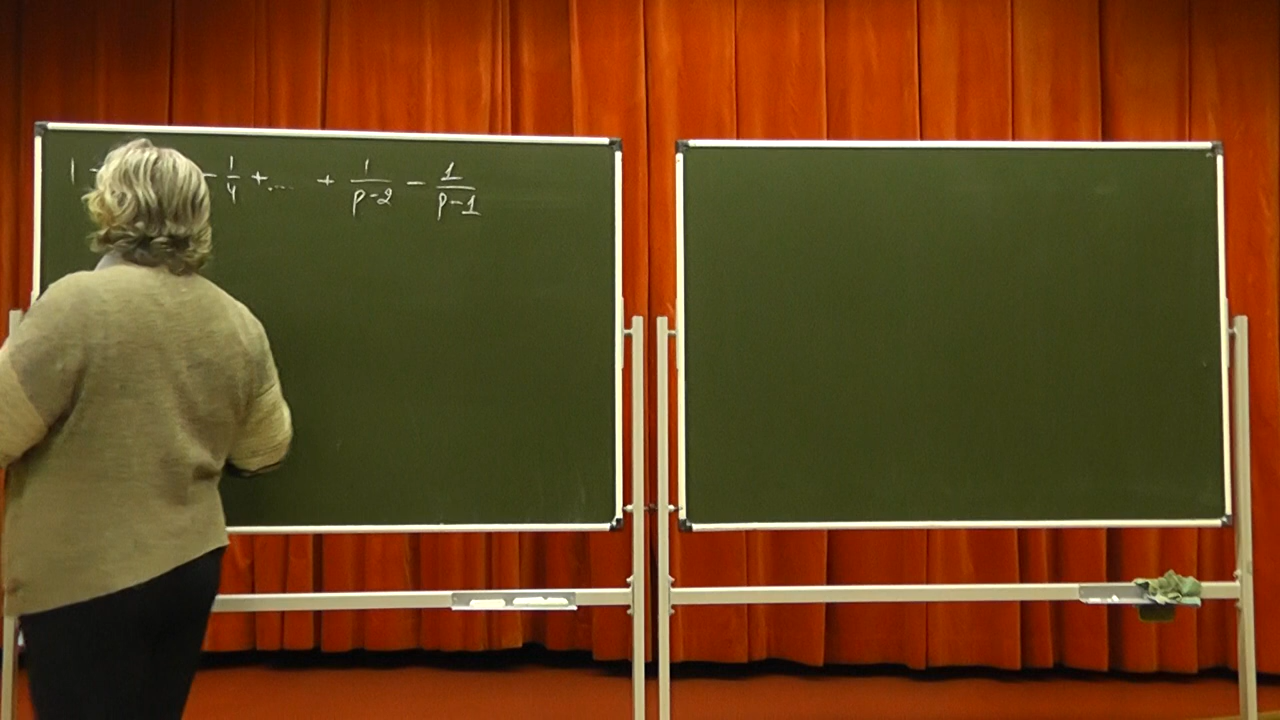 1 - - 1/4 + ... + 1/(p-2) - 1/(p-1)